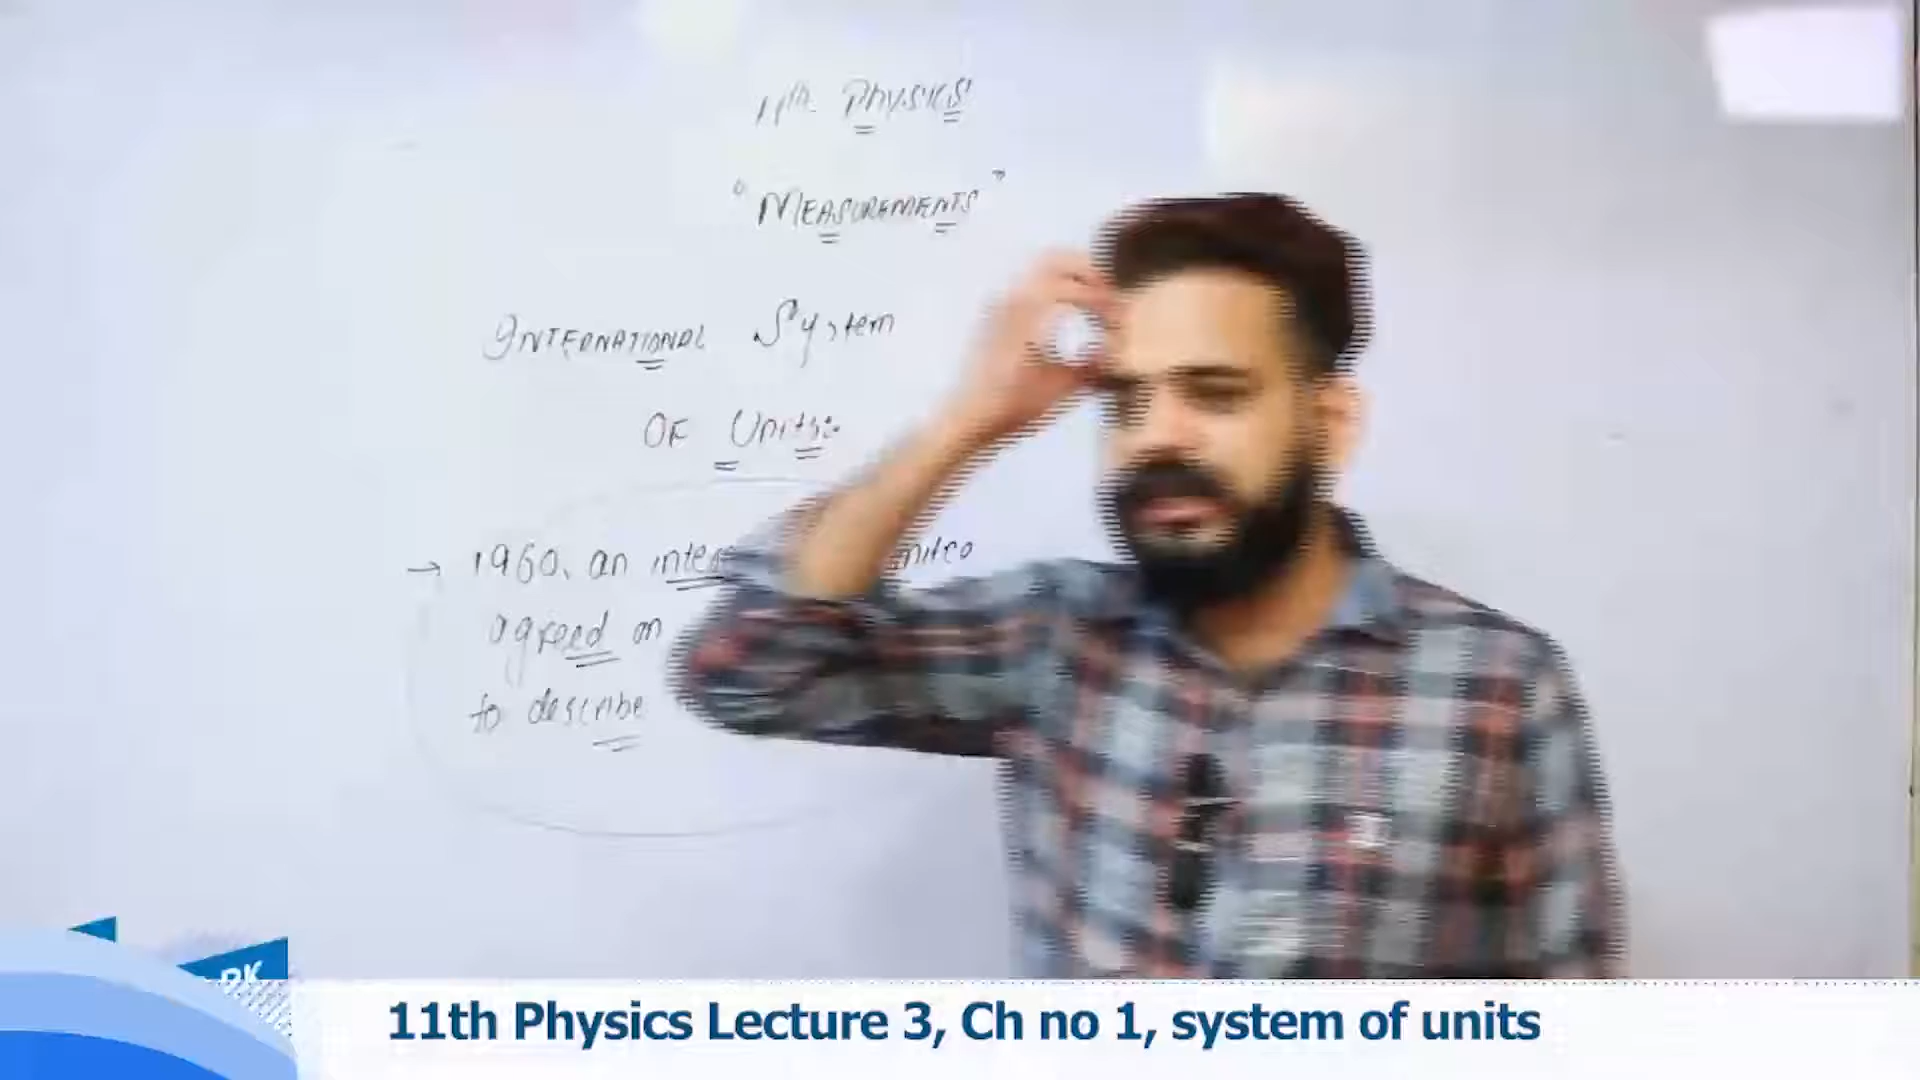 11th Physics
"MEASUREMENTS"
INTERNATIONAL System
OF Units:
→ 1960, an
agreed on
to describe
11th Physics Lecture 3, Ch no 1, system of units